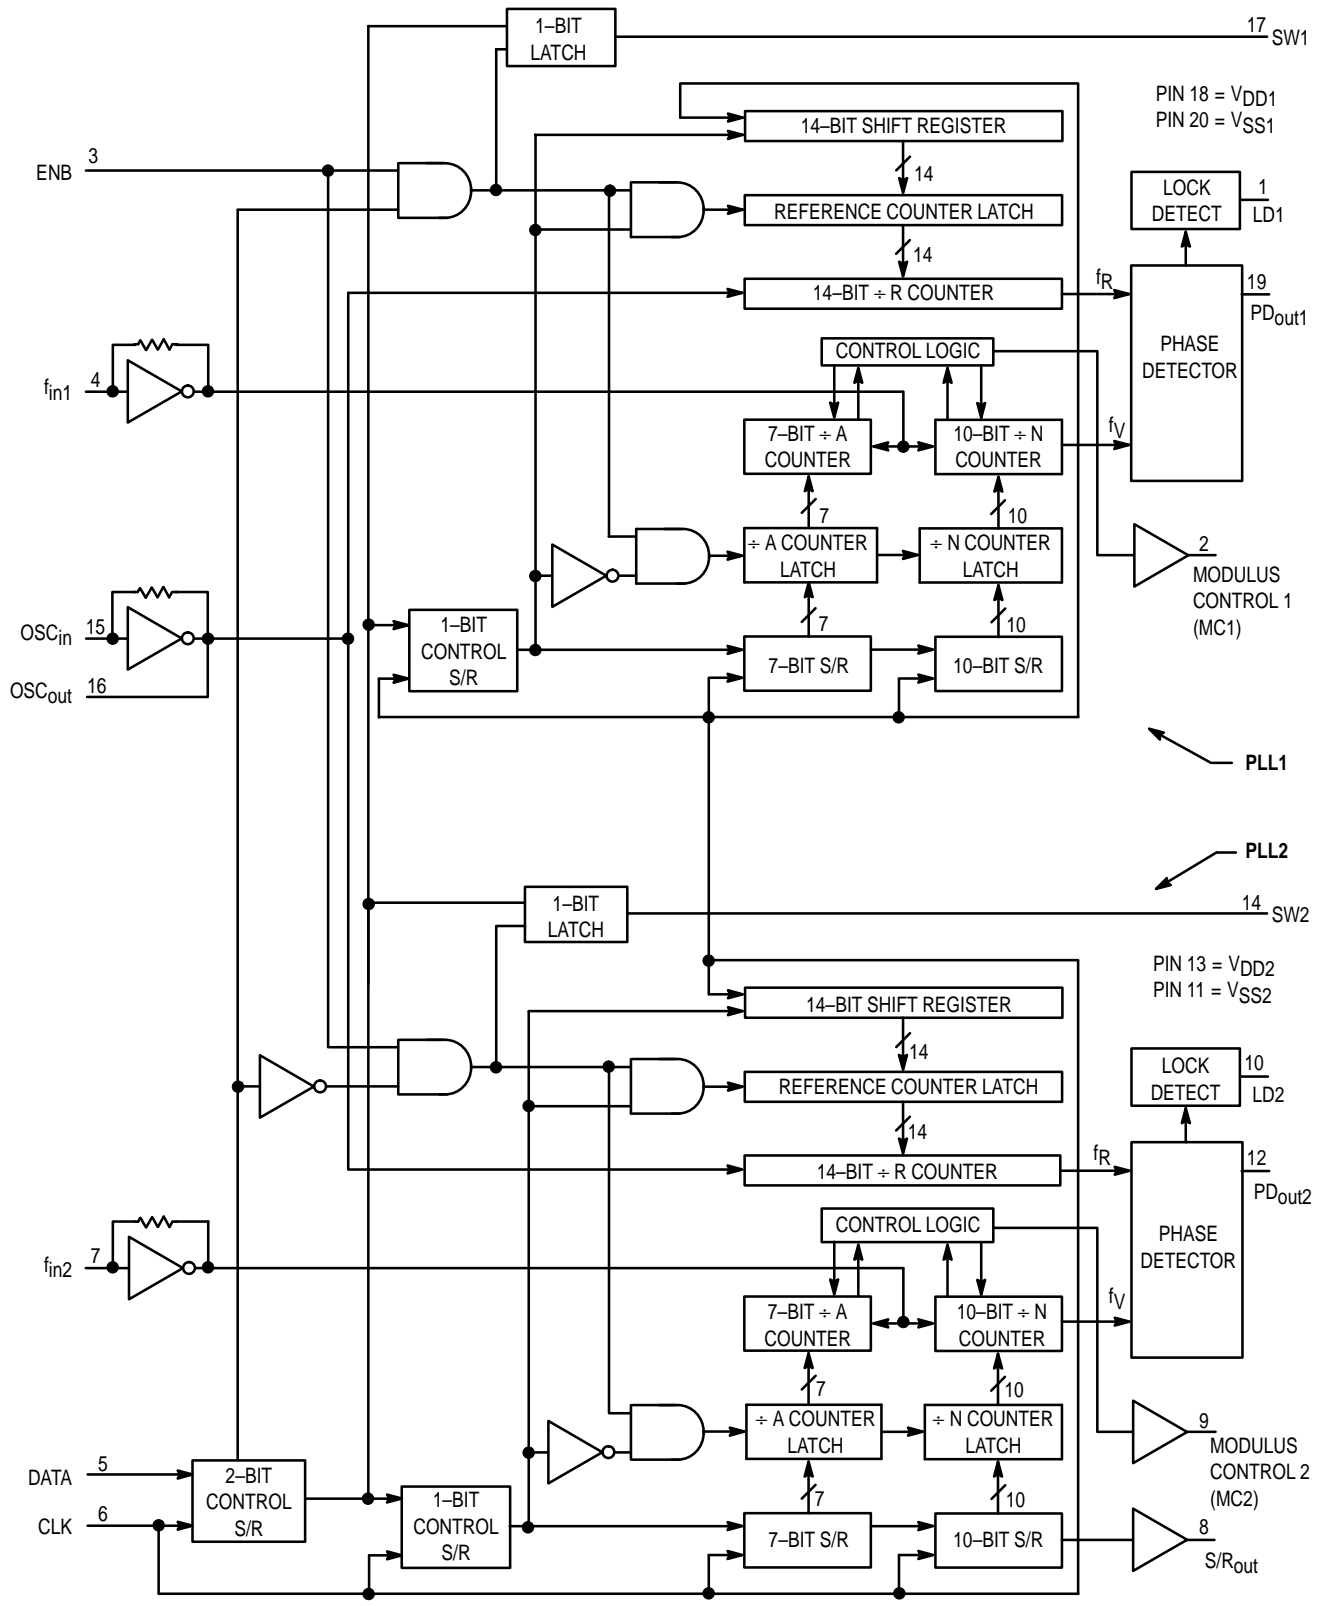 1–BIT
LATCH
17
SW1
PIN 18 = VDD1
PIN 20 = VSS1
14–BIT SHIFT REGISTER
3
ENB
14
LOCK
DETECT
1
LD1
REFERENCE COUNTER LATCH
14
14–BIT ÷ R COUNTER
fR
19
PDout1
PHASE
DETECTOR
CONTROL LOGIC
4
fin1
7–BIT ÷ A
COUNTER
10–BIT ÷ N
COUNTER
fV
7
10
÷ A COUNTER
LATCH
÷ N COUNTER
LATCH
2
MODULUS
CONTROL 1
(MC1)
OSCin
15
1–BIT
CONTROL
S/R
7
10
7–BIT S/R
10–BIT S/R
OSCout
16
PLL1
PLL2
1–BIT
LATCH
14
SW2
PIN 13 = VDD2
PIN 11 = VSS2
14–BIT SHIFT REGISTER
14
LOCK
DETECT
10
LD2
REFERENCE COUNTER LATCH
14
14–BIT ÷ R COUNTER
fR
12
PDout2
PHASE
DETECTOR
CONTROL LOGIC
7
fin2
7–BIT ÷ A
COUNTER
10–BIT ÷ N
COUNTER
fV
7
10
÷ A COUNTER
LATCH
÷ N COUNTER
LATCH
9
MODULUS
CONTROL 2
(MC2)
DATA
5
2–BIT
CONTROL
S/R
CLK
6
1–BIT
CONTROL
S/R
7
10
7–BIT S/R
10–BIT S/R
8
S/Rout